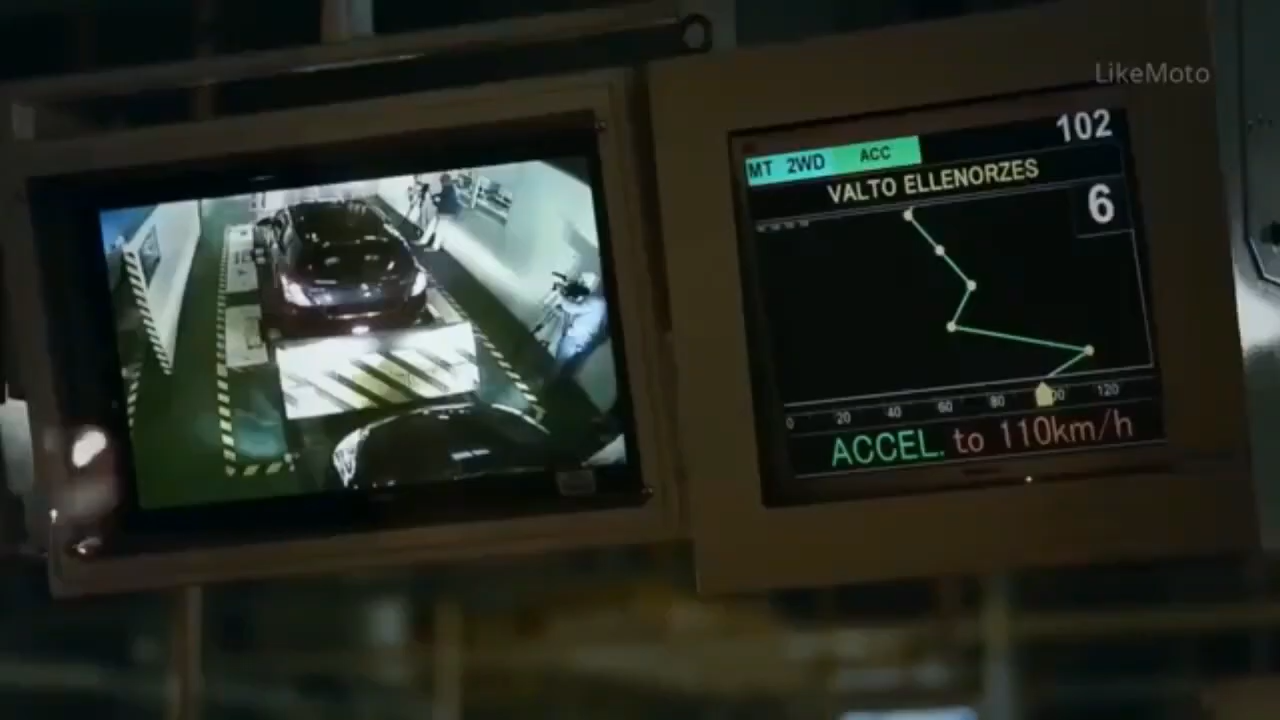 LikeMoto
102
MT 2WD ACC
VALTO ELLENORZES
6
0 20 40 60 80 120
ACCEL. to 110km/h